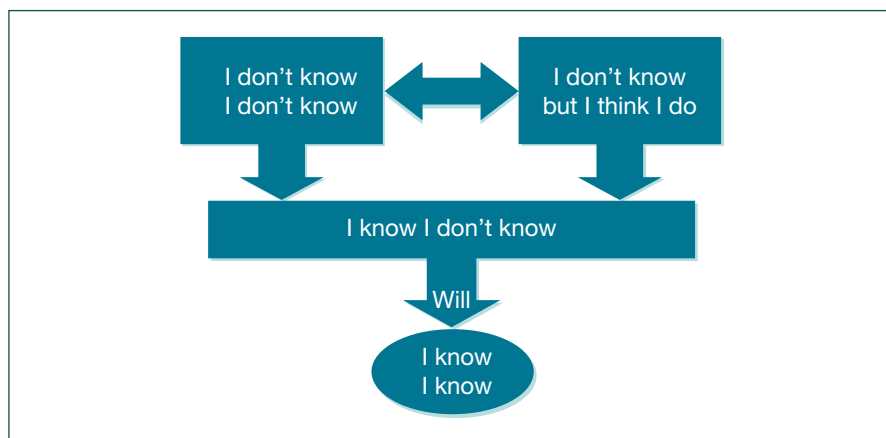 I don’t know
I don’t know
I don’t know
but I think I do
I know I don’t know
Will
I know
I know